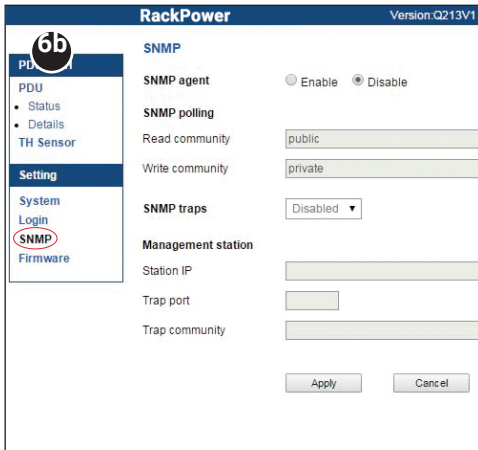 RackPower Version:Q213V1
6b
PDU
Status
Details
TH Sensor
Setting
System
Login
SNMP
Firmware
SNMP
SNMP agent Enable Disable
SNMP polling
Read community public
Write community private
SNMP traps Disabled
Management station
Station IP
Trap port
Trap community
Apply Cancel